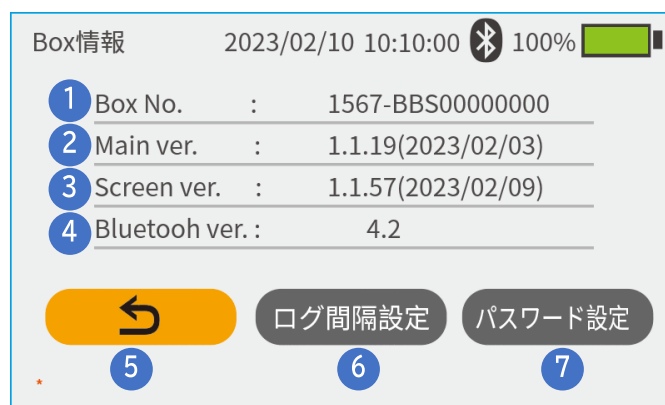 Box情報 2023/02/10 10:10:00 100%
1 Box No. : 1567-BBS00000000
2 Main ver. : 1.1.19(2023/02/03)
3 Screen ver. : 1.1.57(2023/02/09)
4 Bluetooh ver. : 4.2
ログ間隔設定 パスワード設定
5 6 7
*